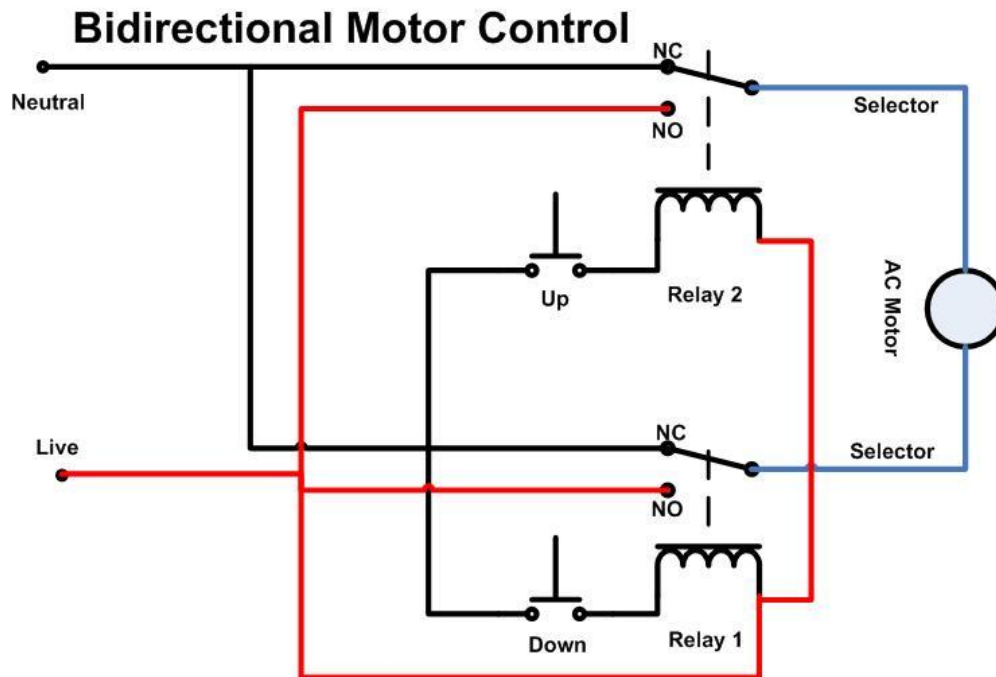 Bidirectional Motor Control
NC
Neutral
Selector
NO
AC Motor
Up
Relay 2
NC
Live
Selector
NO
Down
Relay 1